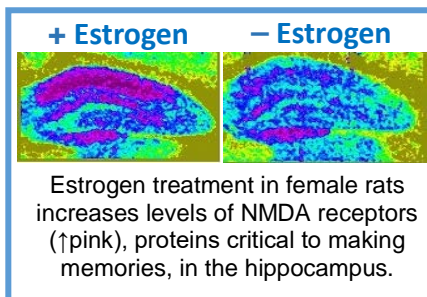 + Estrogen – Estrogen
Estrogen treatment in female rats
increases levels of NMDA receptors
(↑pink), proteins critical to making
memories, in the hippocampus.